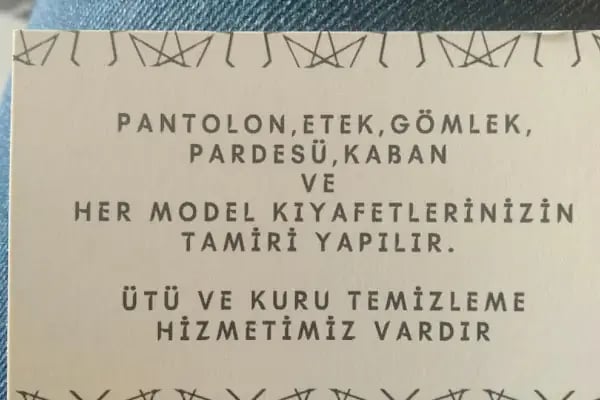 PANTOLON,ETEK,GÖMLEK,
PARDESÜ,KABAN
VE
HER MODEL KIYAFETLERİNİZİN
TAMİRİ YAPILIR.
ÜTÜ VE KURU TEMİZLEME
HİZMETİMİZ VARDIR